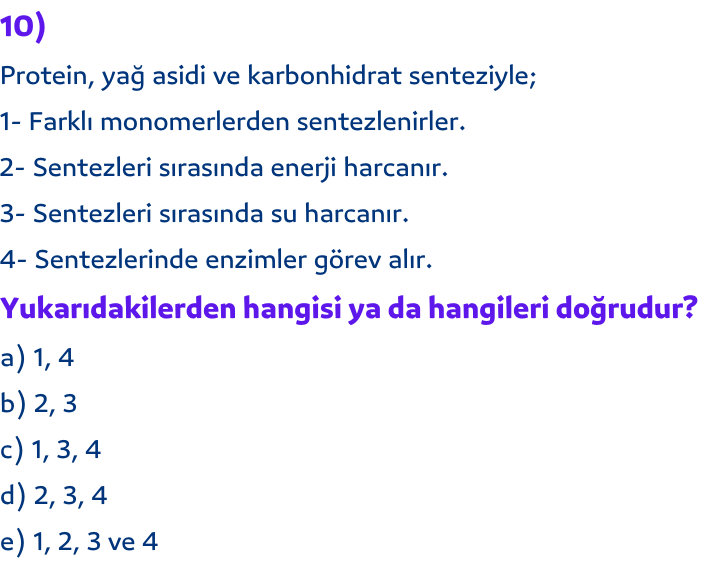 10)
Protein, yağ asidi ve karbonhidrat senteziyle;
1- Farklı monomerlerden sentezlenirler.
2- Sentezleri sırasında enerji harcanır.
3- Sentezleri sırasında su harcanır.
4- Sentezlerinde enzimler görev alır.
Yukarıdakilerden hangisi ya da hangileri doğrudur?
a) 1, 4
b) 2, 3
c) 1, 3, 4
d) 2, 3, 4
e) 1, 2, 3 ve 4